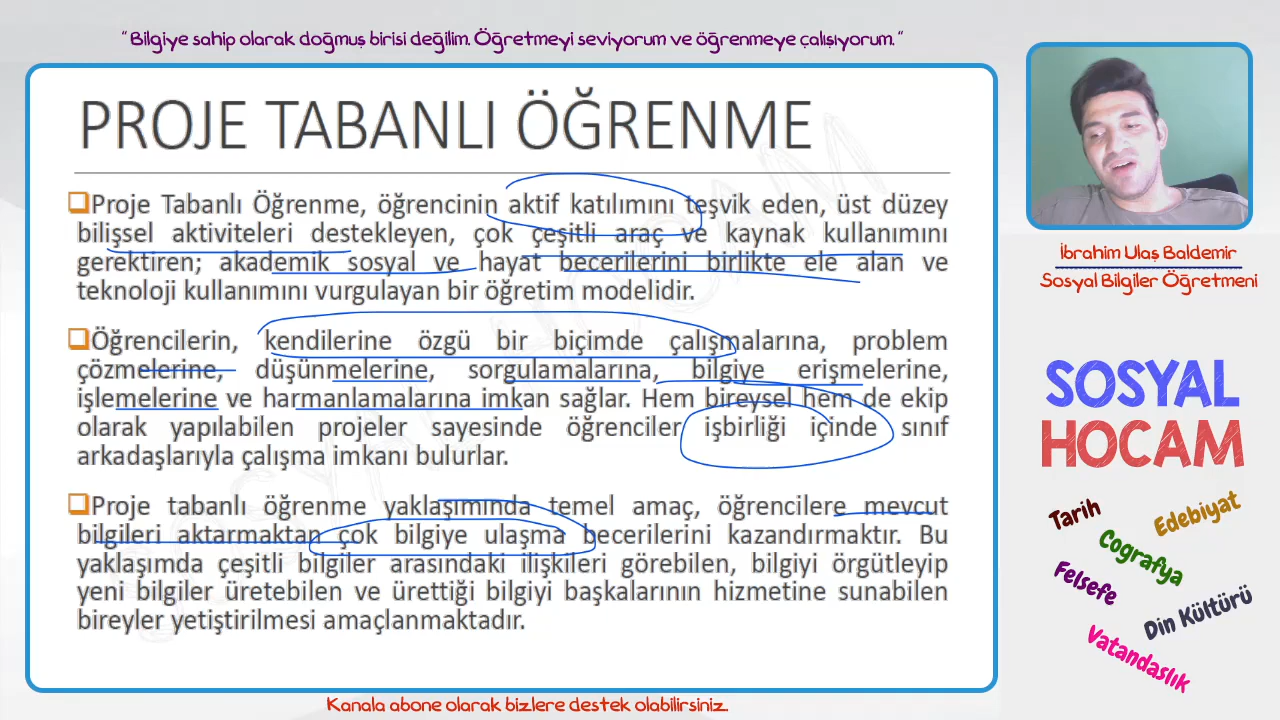 “Bilgiye sahip olarak doğmuş birisi değilim. Öğretmeyi seviyorum ve öğrenmeye çalışıyorum.”
PROJE TABANLI ÖĞRENME
Proje Tabanlı Öğrenme, öğrencinin aktif katılımını teşvik eden, üst düzey
bilişsel aktiviteleri destekleyen, çok çeşitli araç ve kaynak kullanımını
gerektiren; akademik sosyal ve hayat becerilerini birlikte ele alan ve
teknoloji kullanımını vurgulayan bir öğretim modelidir.
Öğrencilerin, kendilerine özgü bir biçimde çalışmalarına, problem
çözmelerine, düşünmelerine, sorgulamalarına, bilgiye erişmelerine,
işlemelerine ve harmanlamalarına imkan sağlar. Hem bireysel hem de ekip
olarak yapılabilen projeler sayesinde öğrenciler işbirliği içinde sınıf
arkadaşlarıyla çalışma imkanı bulurlar.
Proje tabanlı öğrenme yaklaşımında temel amaç, öğrencilere mevcut
bilgileri aktarmaktan çok bilgiye ulaşma becerilerini kazandırmaktır. Bu
yaklaşımda çeşitli bilgiler arasındaki ilişkileri görebilen, bilgiyi örgütleyip
yeni bilgiler üretebilen ve ürettiği bilgiyi başkalarının hizmetine sunabilen
bireyler yetiştirilmesi amaçlanmaktadır.
İbrahim Ulaş Baldemir
Sosyal Bilgiler Öğretmeni
SOSYAL
HOCAM
Tarih
Edebiyat
Coğrafya
Felsefe
Din Kültürü
Vatandaslık
Kanala abone olarak bizlere destek olabilirsiniz.